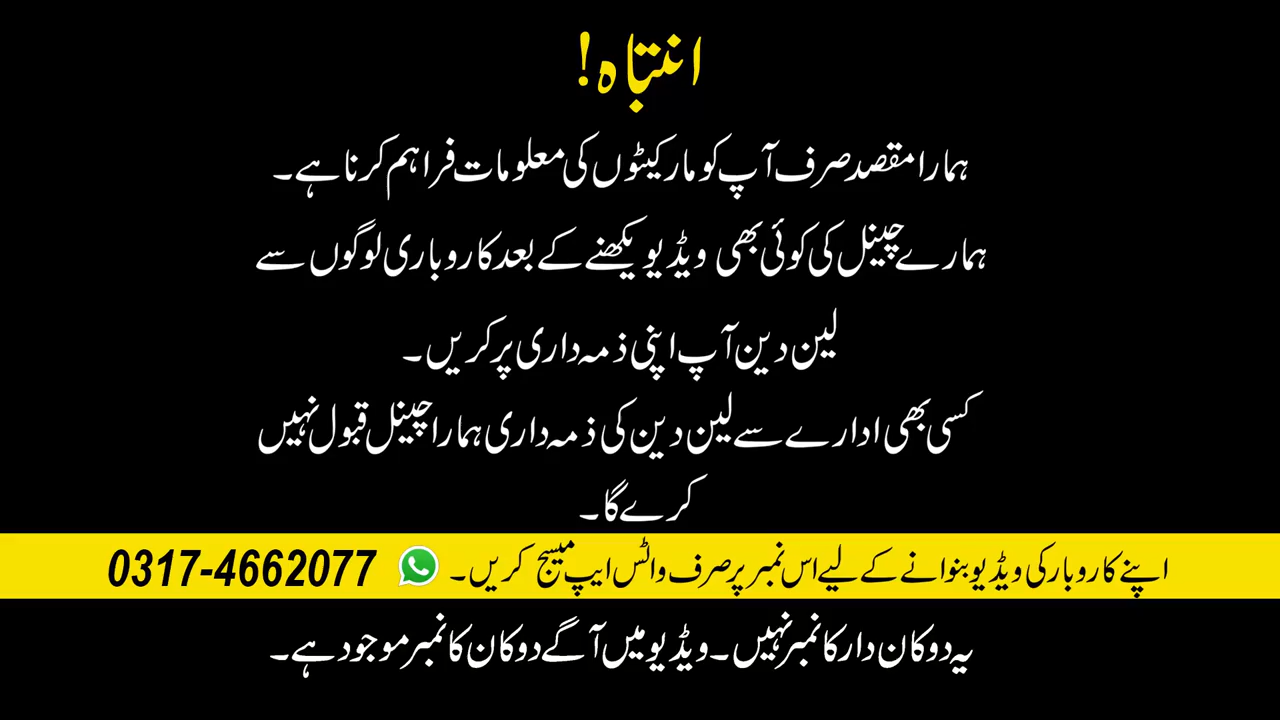 انتباہ!
ہمارا مقصد صرف آپ کو مارکیٹوں کی معلومات فراہم کرنا ہے۔
ہمارے چینل کی کوئی بھی ویڈیو یکھنے کے بعد کاروباری لوگوں سے
لین دین آپ اپنی ذمہ داری پر کریں۔
کسی بھی ادارے سے لین دین کی ذمہ داری ہمارا چینل قبول نہیں
کرے گا۔
اپنے کاروبار کی ویڈیو بنوانے کے لیے اس نمبر پر صرف واٹس ایپ میسج کریں۔ 0317-4662077
یہ دوکان دار کا نمبر نہیں۔ ویڈیو میں آگے دوکان کا نمبر موجود ہے۔